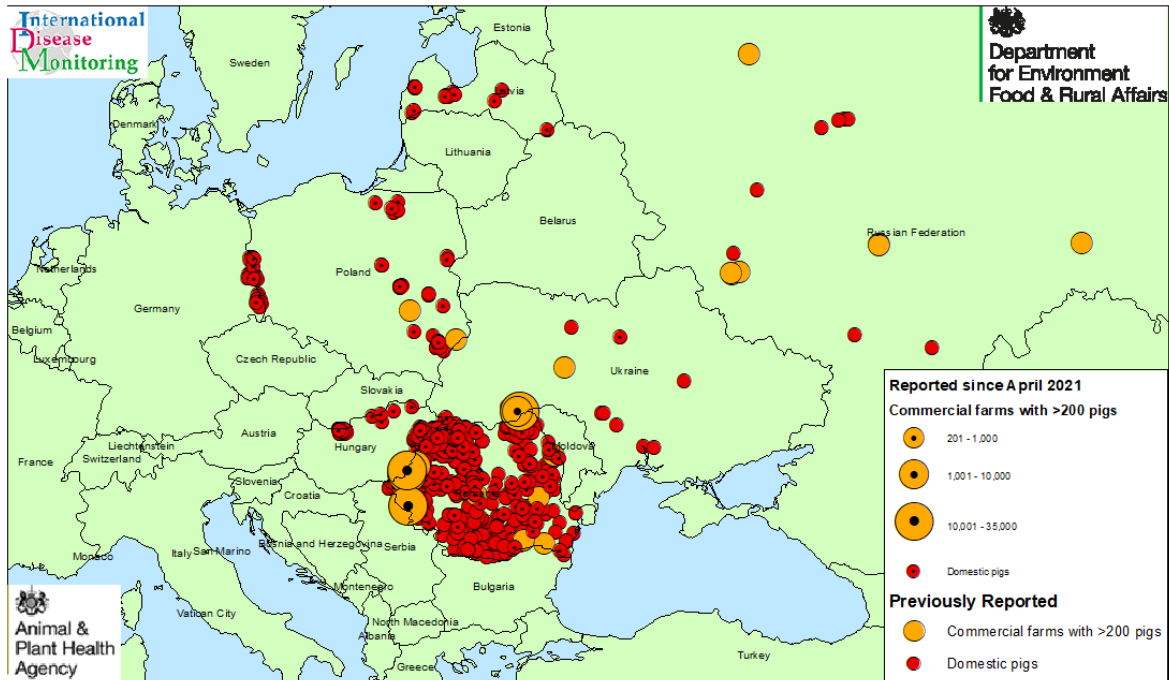 International
Disease
Monitoring
Department
for Environment
Food & Rural Affairs
Estonia
Sweden
Latvia
Denmark
Lithuania
Belarus
Russian Federation
Netherlands
Poland
Germany
Belgium
Luxembourg
Czech Republic
Ukraine
Slovakia
Austria
Hungary
Moldova
Liechtenstein
Switzerland
France
Slovenia
Croatia
Romania
Bosnia and Herzegovina
Serbia
Monaco
Italy
San Marino
Montenegro
Bulgaria
Vatican City
North Macedonia
Albania
Greece
Turkey
Reported since April 2021
Commercial farms with >200 pigs
201 - 1,000
1,001 - 10,000
10,001 - 35,000
Domestic pigs
Previously Reported
Commercial farms with >200 pigs
Domestic pigs
Animal &
Plant Health
Agency